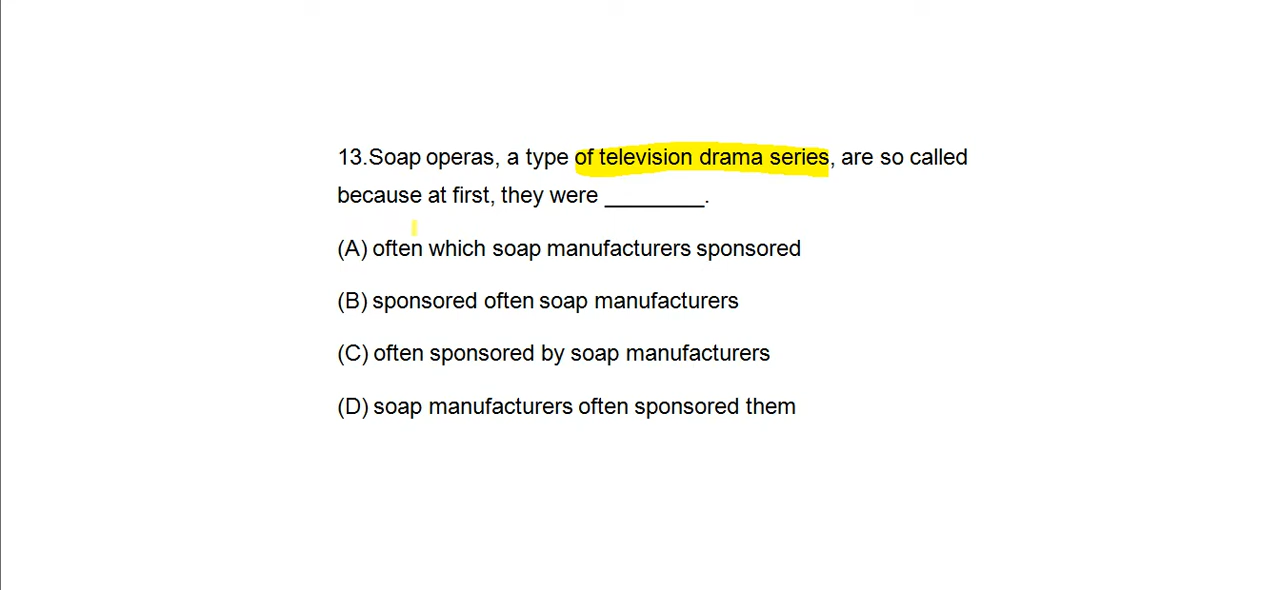 13.Soap operas, a type of television drama series, are so called
because at first, they were ________.
(A) often which soap manufacturers sponsored
(B) sponsored often soap manufacturers
(C) often sponsored by soap manufacturers
(D) soap manufacturers often sponsored them